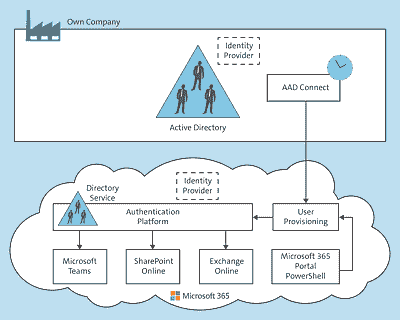 Own Company
Identity
Provider
AAD Connect
Active Directory
Directory
Service
Identity
Provider
Authentication
Platform
User
Provisioning
Microsoft
Teams
SharePoint
Online
Exchange
Online
Microsoft 365
Portal
PowerShell
Microsoft 365